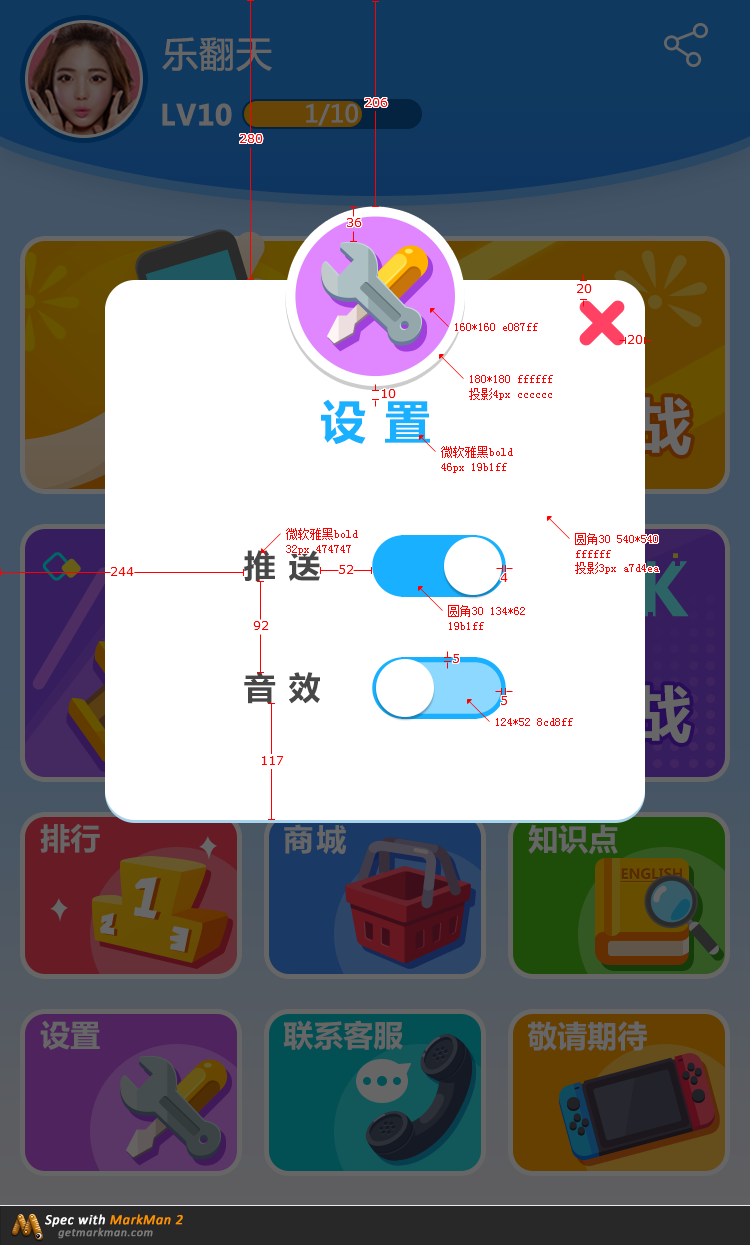 乐翻天
LV10
1/10
206
280
36
20
20
160*160 e087ff
180*180 ffffff
投影4px cccccc
10
设置
微软雅黑bold
46px 19b1ff
战
微软雅黑bold
32px 474747
圆角30 540*540
ffffff
投影3px a7d4ea
推送
244
52
4
K
圆角30 134*62
19b1ff
92
5
音效
5
124*52 8cd8ff
战
117
排行
商城
知识点
1
2
3
ENGLISH
设置
联系客服
敬请期待
Spec with MarkMan 2
getmarkman.com